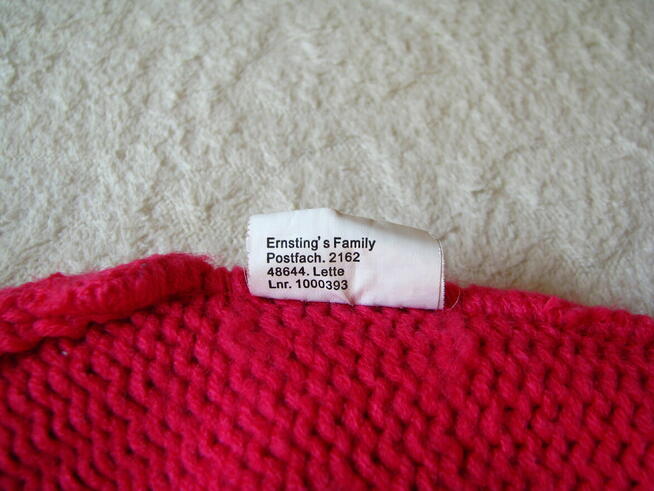 Ernsting's Family
Postfach. 2162
48644. Lette
Lnr. 1000393